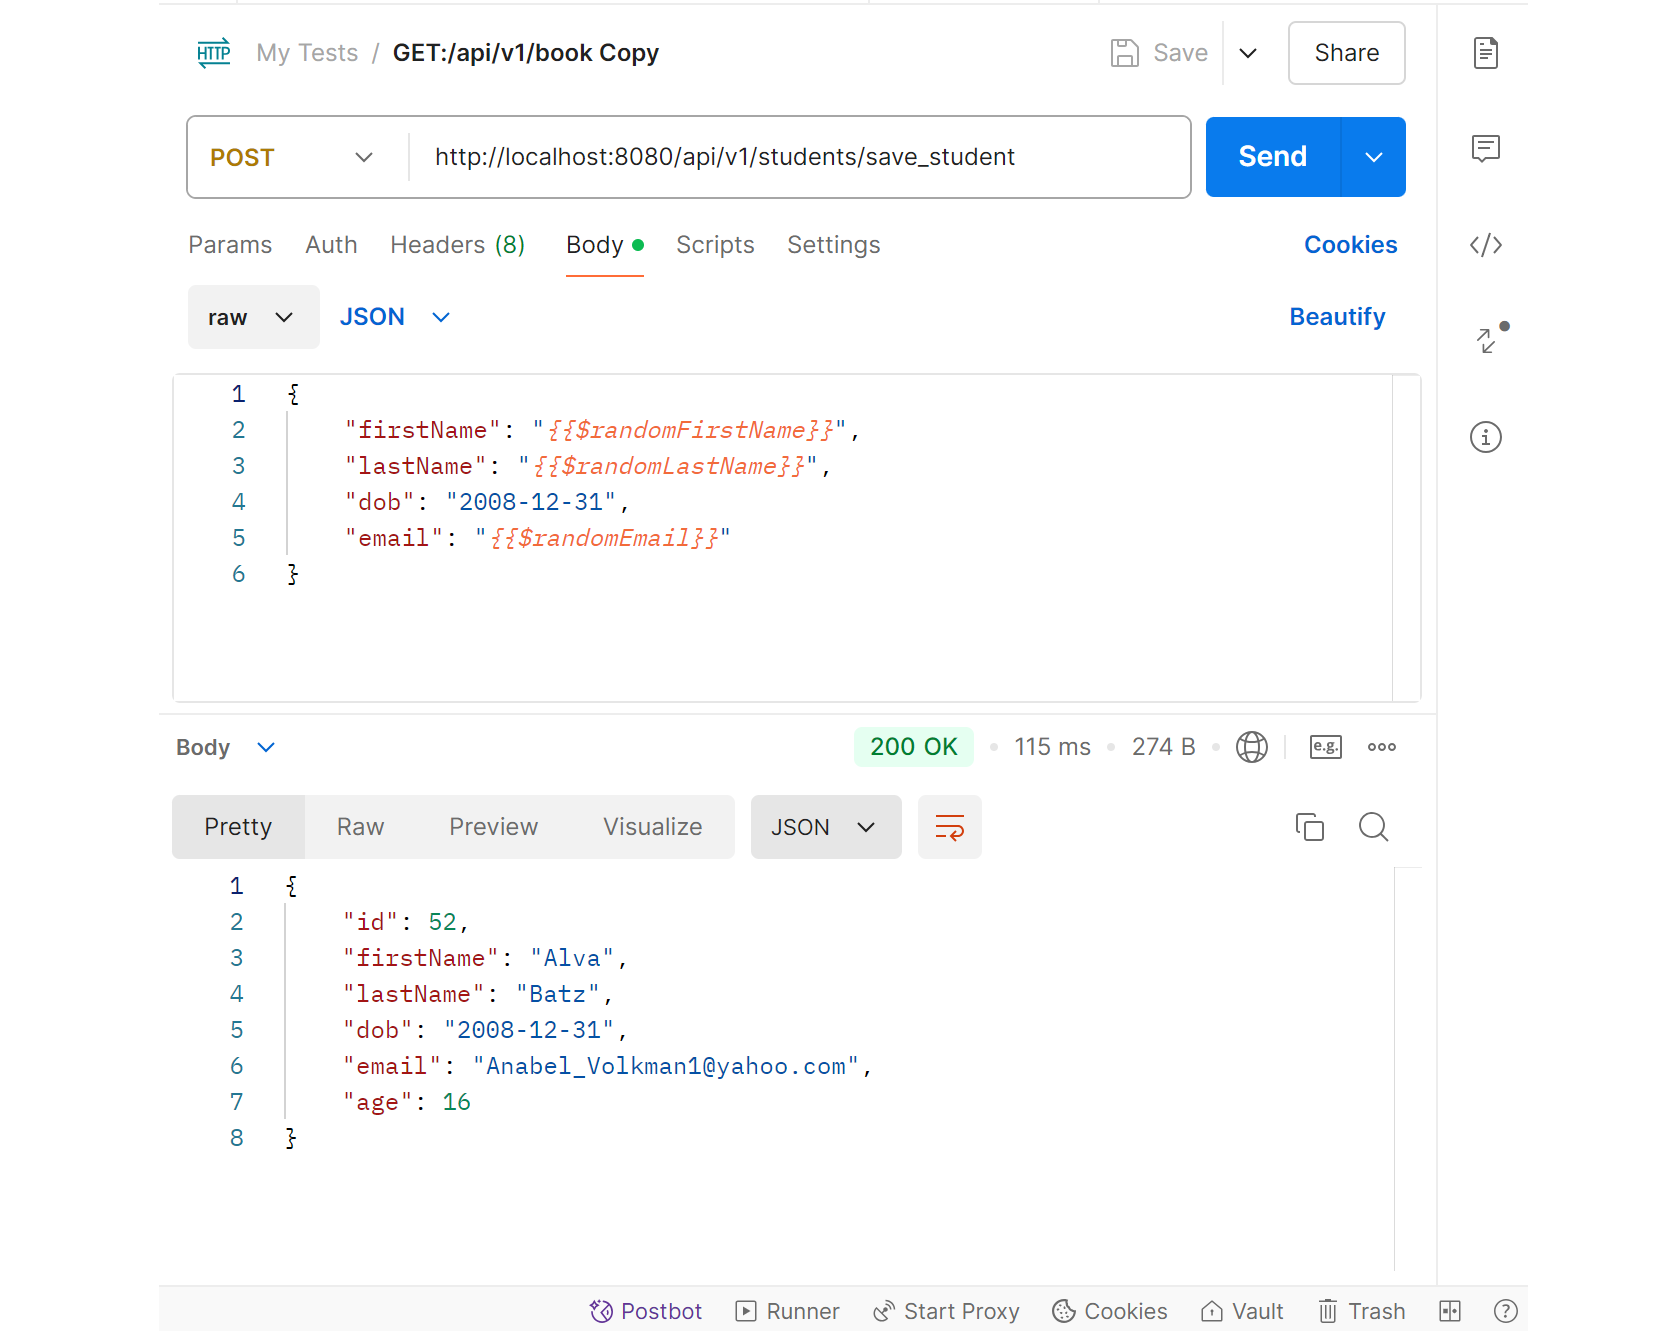 HTTP My Tests / GET:/api/v1/book Copy Save Share
POST http://localhost:8080/api/v1/students/save_student Send
Params Auth Headers (8) Body Scripts Settings Cookies
raw JSON Beautify
1 {
2 "firstName": "{{$randomFirstName}}",
3 "lastName": "{{$randomLastName}}",
4 "dob": "2008-12-31",
5 "email": "{{$randomEmail}}"
6 }
Body 200 OK 115 ms 274 B e.g.
Pretty Raw Preview Visualize JSON
1 {
2 "id": 52,
3 "firstName": "Alva",
4 "lastName": "Batz",
5 "dob": "2008-12-31",
6 "email": "Anabel_Volkman1@yahoo.com",
7 "age": 16
8 }
Postbot Runner Start Proxy Cookies Vault Trash